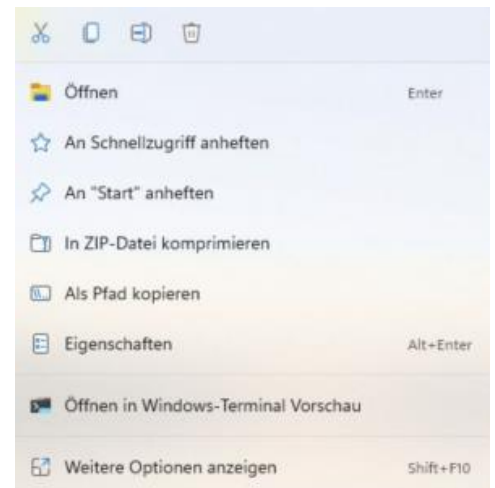 Öffnen Enter
An Schnellzugriff anheften
An "Start" anheften
In ZIP-Datei komprimieren
Als Pfad kopieren
Eigenschaften Alt+Enter
Öffnen in Windows-Terminal Vorschau
Weitere Optionen anzeigen Shift+F10